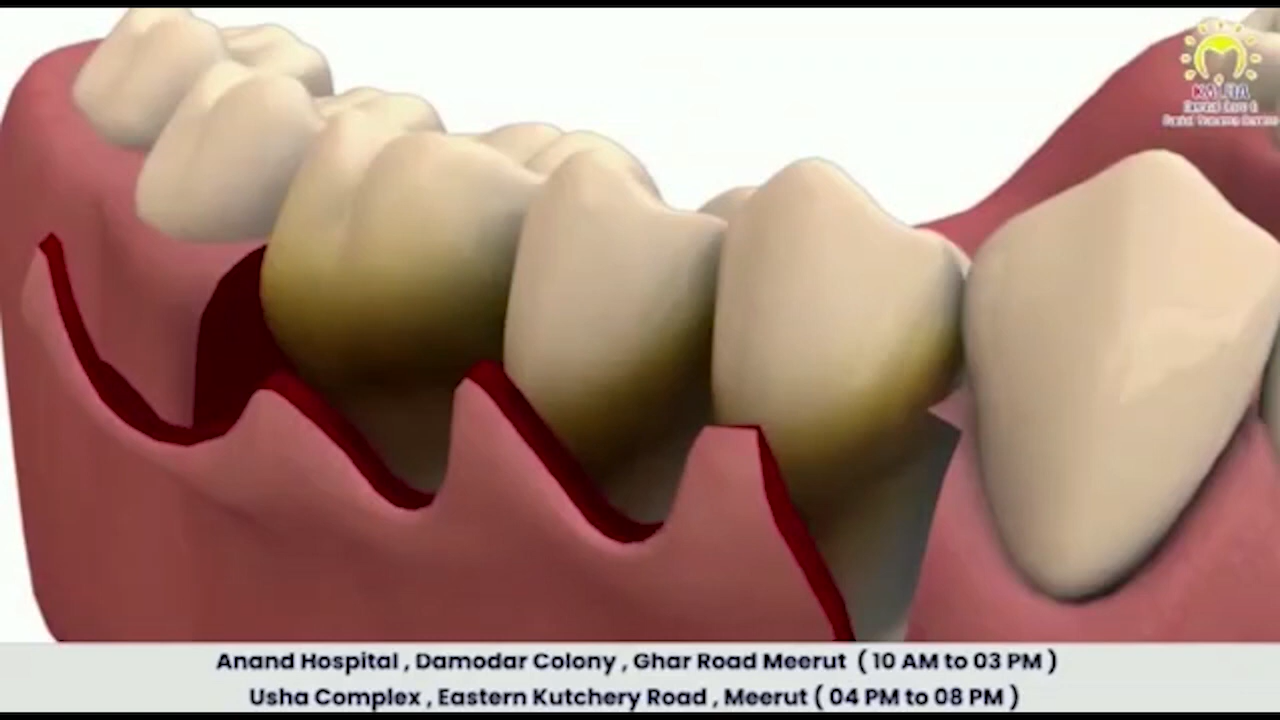 KALRA
Anand Hospital , Damodar Colony , Ghar Road Meerut ( 10 AM to 03 PM )
Usha Complex , Eastern Kutchery Road , Meerut ( 04 PM to 08 PM )